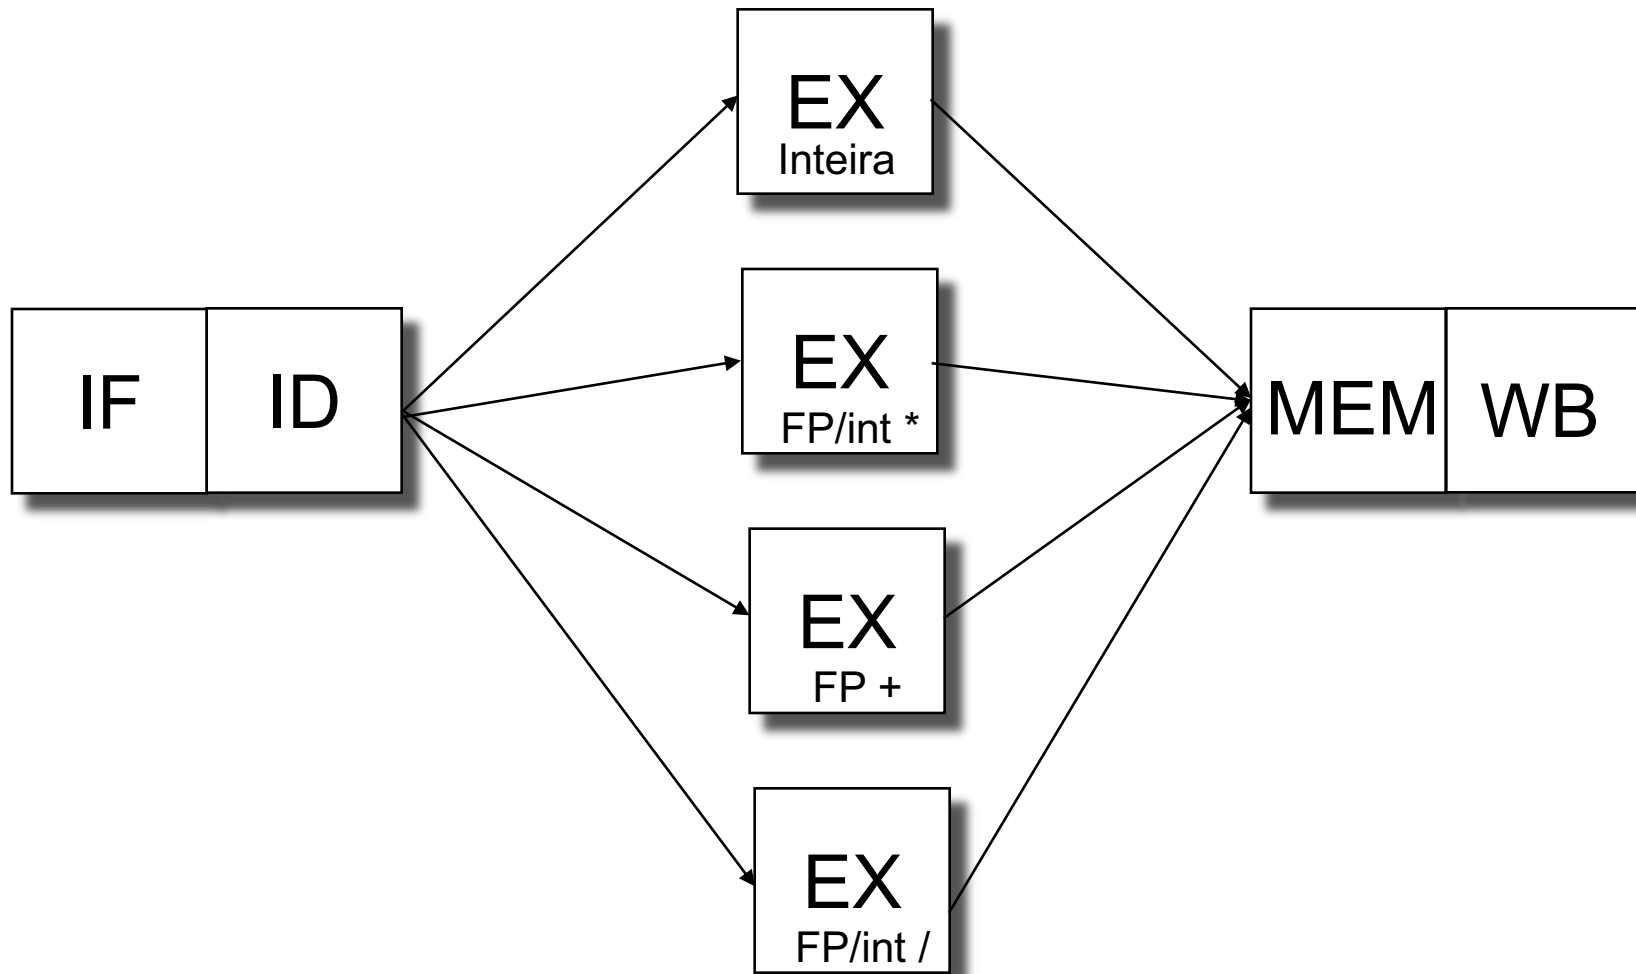 EX
Inteira
IF
ID
EX
FP/int *
MEM
WB
EX
FP +
EX
FP/int /